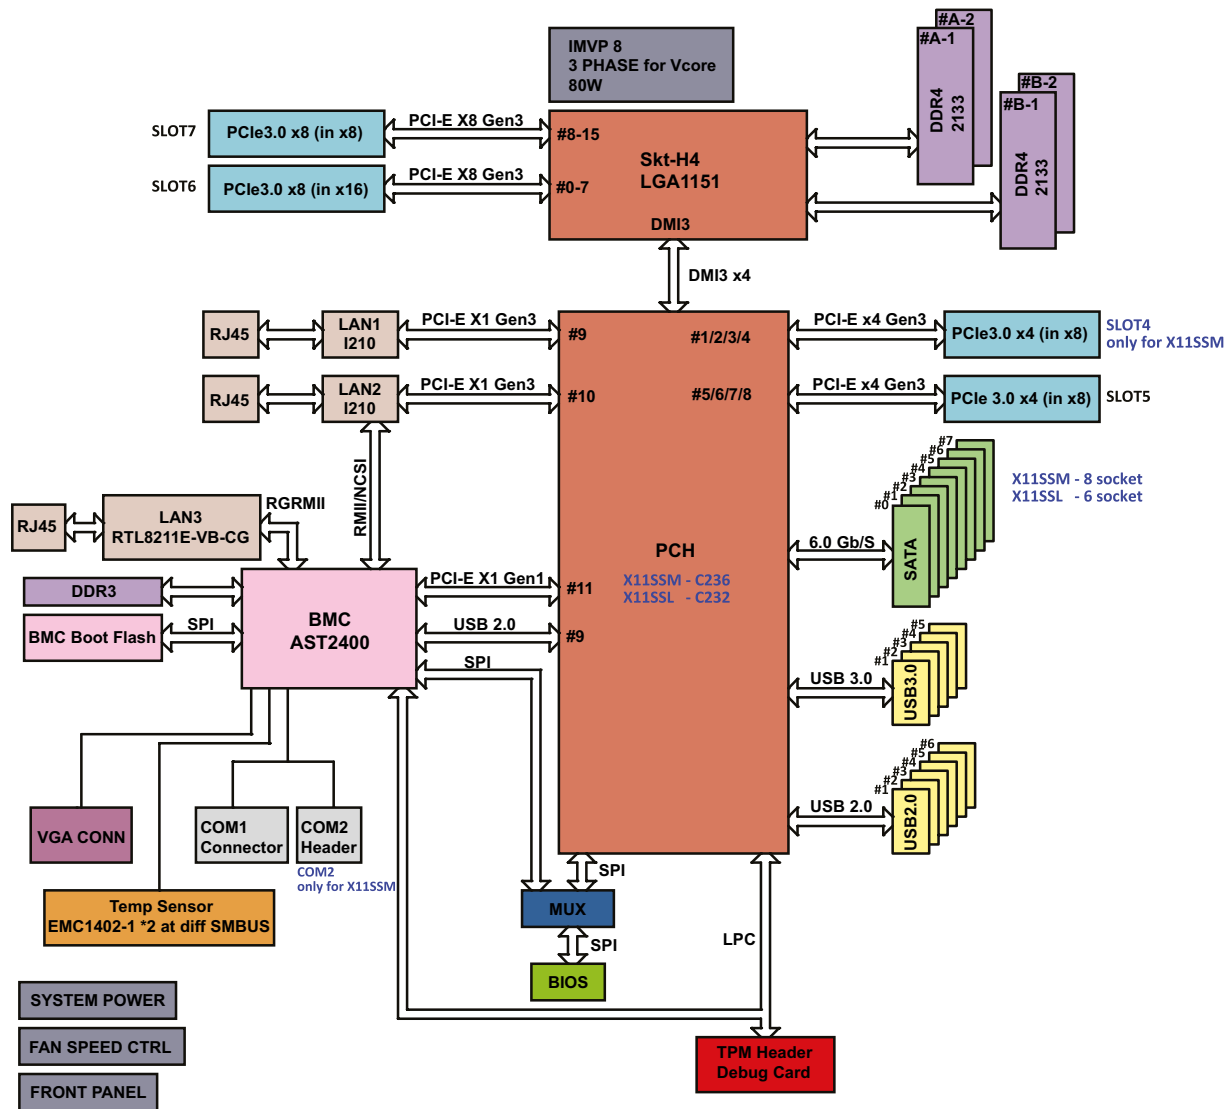 IMVP 8
3 PHASE for Vcore
80W
#A-2
#A-1
DDR4
2133
#B-2
#B-1
DDR4
2133
SLOT7
PCIe3.0 x8 (in x8)
PCI-E X8 Gen3
#8-15
SLOT6
PCIe3.0 x8 (in x16)
PCI-E X8 Gen3
#0-7
Skt-H4
LGA1151
DMI3
DMI3 x4
RJ45
LAN1
I210
PCI-E X1 Gen3
#9
#1/2/3/4
PCI-E x4 Gen3
PCIe3.0 x4 (in x8)
SLOT4
only for X11SSM
RJ45
LAN2
I210
PCI-E X1 Gen3
#10
#5/6/7/8
PCI-E x4 Gen3
PCIe 3.0 x4 (in x8)
SLOT5
RMII/NCSI
RJ45
LAN3
RTL8211E-VB-CG
RGRMII
PCH
X11SSM - C236
X11SSL - C232
6.0 Gb/S
#7
#6
#5
#4
#3
#2
#1
#0
SATA
X11SSM - 8 socket
X11SSL - 6 socket
DDR3
BMC Boot Flash
SPI
BMC
AST2400
PCI-E X1 Gen1
#11
USB 2.0
#9
SPI
USB 3.0
#5
#4
#3
#2
#1
USB3.0
USB 2.0
#6
#5
#4
#3
#2
#1
USB2.0
VGA CONN
COM1
Connector
COM2
Header
COM2
only for X11SSM
Temp Sensor
EMC1402-1 *2 at diff SMBUS
SPI
MUX
SPI
BIOS
LPC
TPM Header
Debug Card
SYSTEM POWER
FAN SPEED CTRL
FRONT PANEL